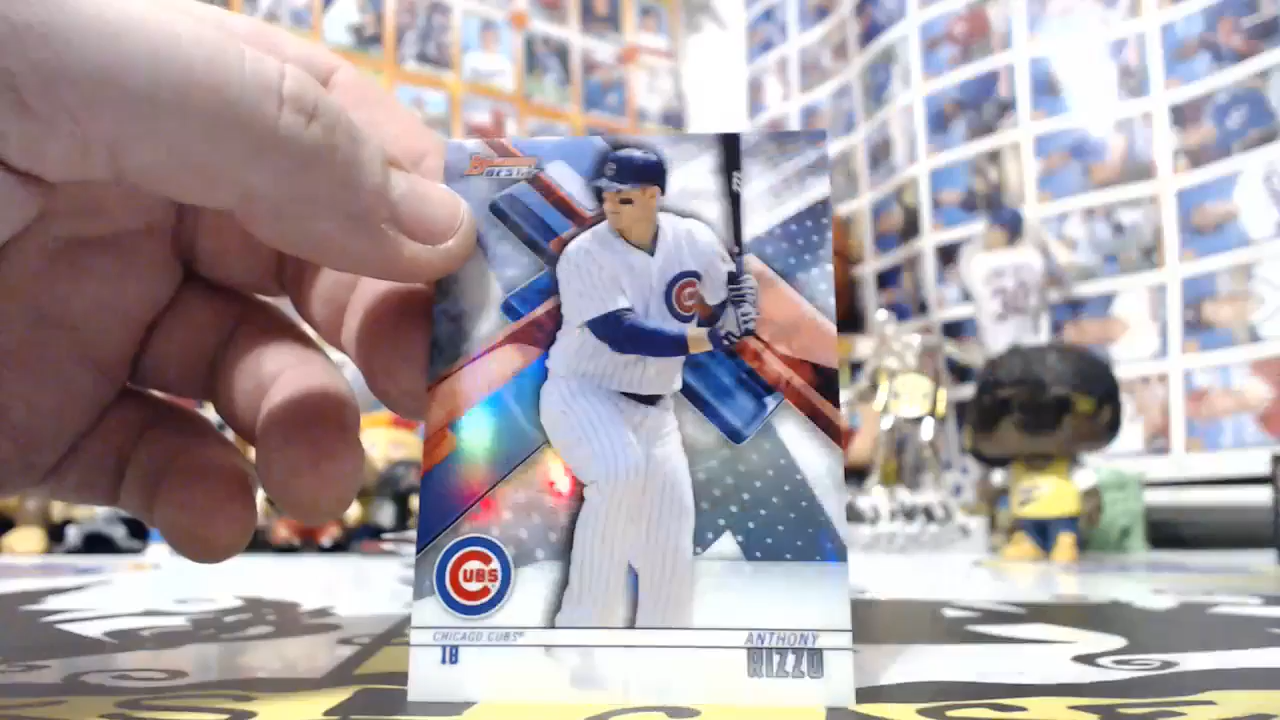 BOWMAN'S
BEST
C
CUBS
CHICAGO CUBS
1B
ANTHONY
RIZZO